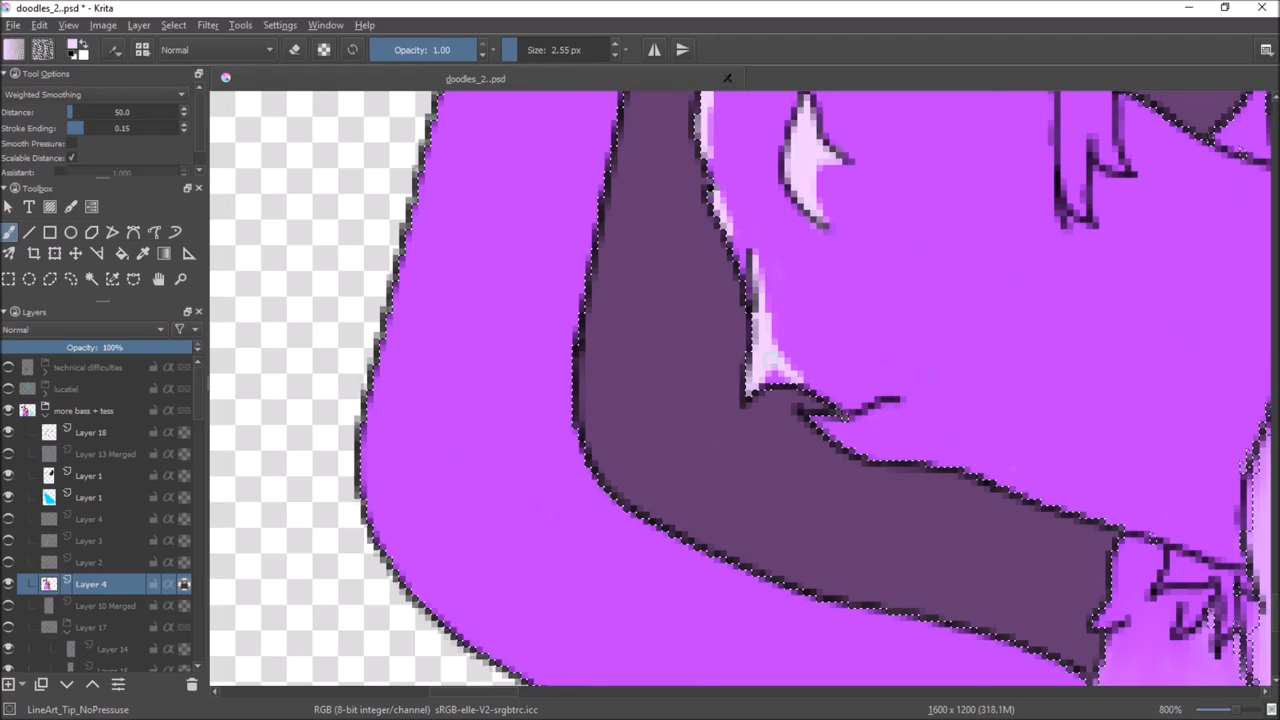 doodles_2..psd * - Krita
File Edit View Image Layer Select Filter Tools Settings Window Help
Normal Opacity: 1.00 Size: 2.55 px
Tool Options
doodles_2..psd
Weighted Smoothing
Distance: 50.0
Stroke Ending: 0.15
Smooth Pressure:
Scalable Distance:
Assistant: 1.000
Toolbox
Layers
Normal
Opacity: 100%
technical difficulties
lucatiel
more bass + tess
Layer 18
Layer 13 Merged
Layer 1
Layer 1
Layer 4
Layer 3
Layer 2
Layer 4
Layer 10 Merged
Layer 17
Layer 14
LineArt_Tip_NoPressuse RGB (8-bit integer/channel) sRGB-elle-V2-srgbtrc.icc 1600 x 1200 (318.1M) 800%